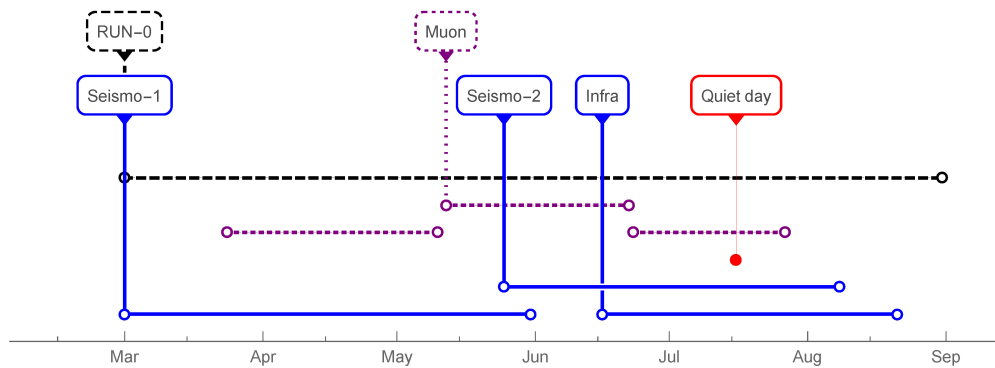 RUN−0
Muon
Seismo−1
Seismo−2
Infra
Quiet day
Mar
Apr
May
Jun
Jul
Aug
Sep